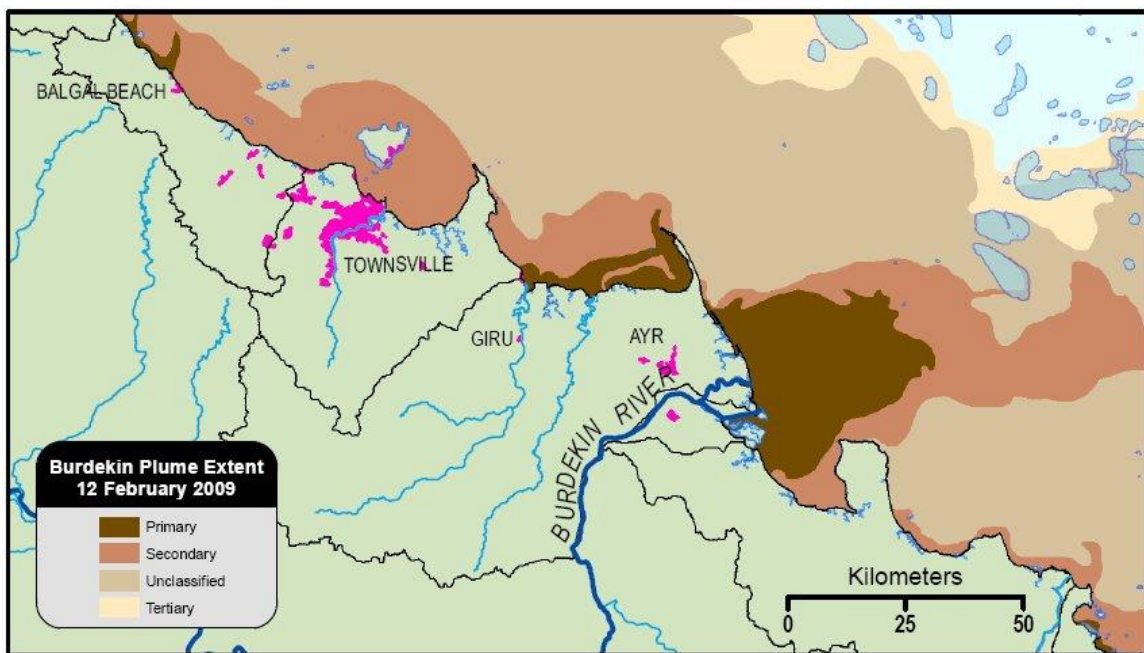 BALGAL BEACH
TOWNSVILLE
GIRU
AYR
BURDEKIN RIVER
Burdekin Plume Extent
12 February 2009
Primary
Secondary
Unclassified
Tertiary
Kilometers
0 25 50